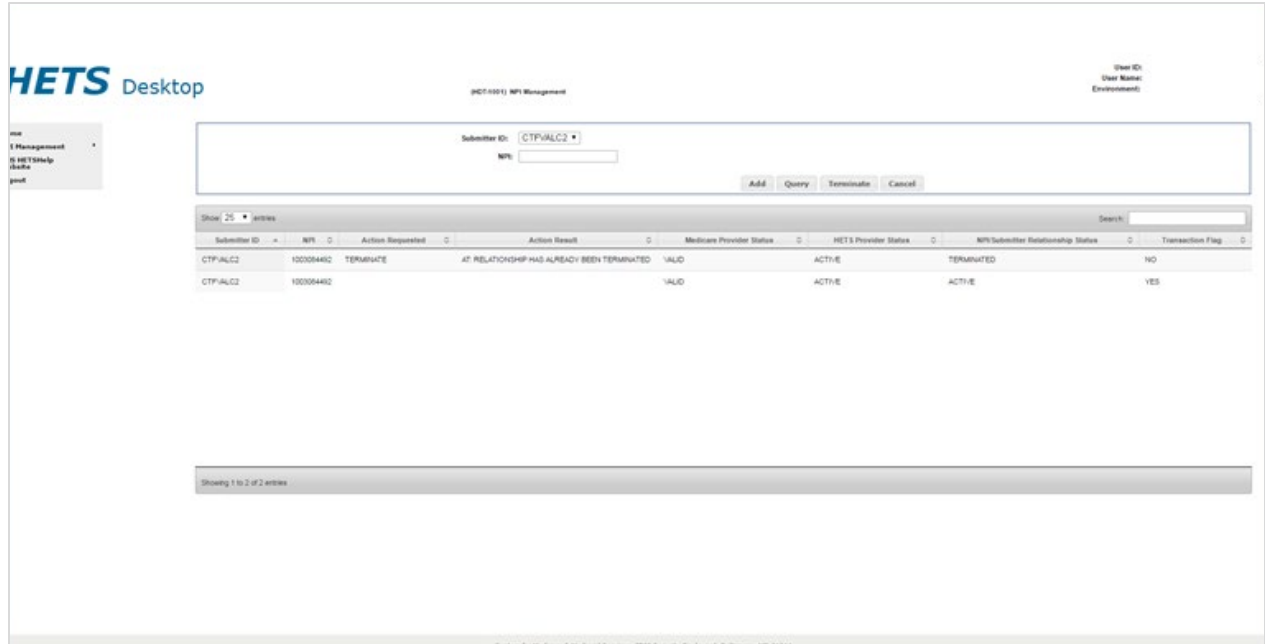 HETS Desktop
(HDT-1001) NPI Management
User ID:
User Name:
Environment:
Management
HETSHelp
Submitter ID: CTFVALC2
NPI:
Add Query Terminate Cancel
Show 25 entries Search:
Submitter ID NPI Action Requested Action Result Medicare Provider Status HETS Provider Status NPI/Submitter Relationship Status Transaction Flag
CTFVALC2 1003064492 TERMINATE AT: RELATIONSHIP HAS ALREADY BEEN TERMINATED VALID ACTIVE TERMINATED NO
CTFVALC2 1003064492 VALID ACTIVE ACTIVE YES
Showing 1 to 2 of 2 entries